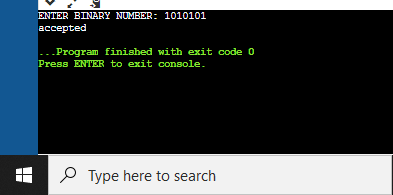 ENTER BINARY NUMBER: 1010101
accepted
...Program finished with exit code 0
Press ENTER to exit console.
Type here to search